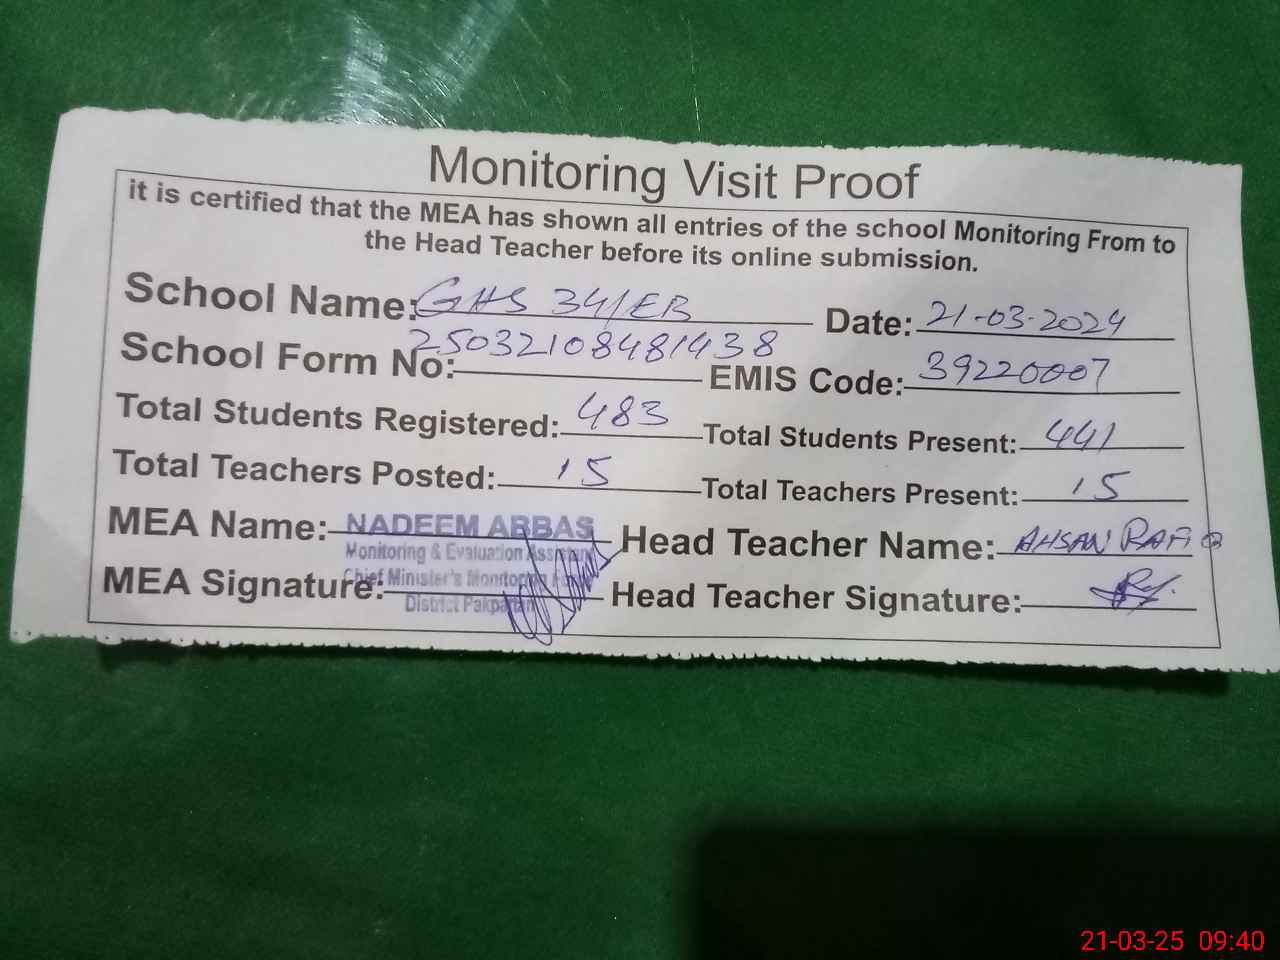 Monitoring Visit Proof
it is certified that the MEA has shown all entries of the school Monitoring From to
the Head Teacher before its online submission.
School Name: GHS 34/EB Date: 21-03-2024
School Form No: 25032108481438 EMIS Code: 39220007
Total Students Registered: 483 Total Students Present: 441
Total Teachers Posted: 15 Total Teachers Present: 15
MEA Name: NADEEM ABBAS Head Teacher Name: AHSAN RAFIQ
Monitoring & Evaluation Assistant
MEA Signature: Chief Minister's Monitoring Force Head Teacher Signature:
District Pakpattan
21-03-25 09:40